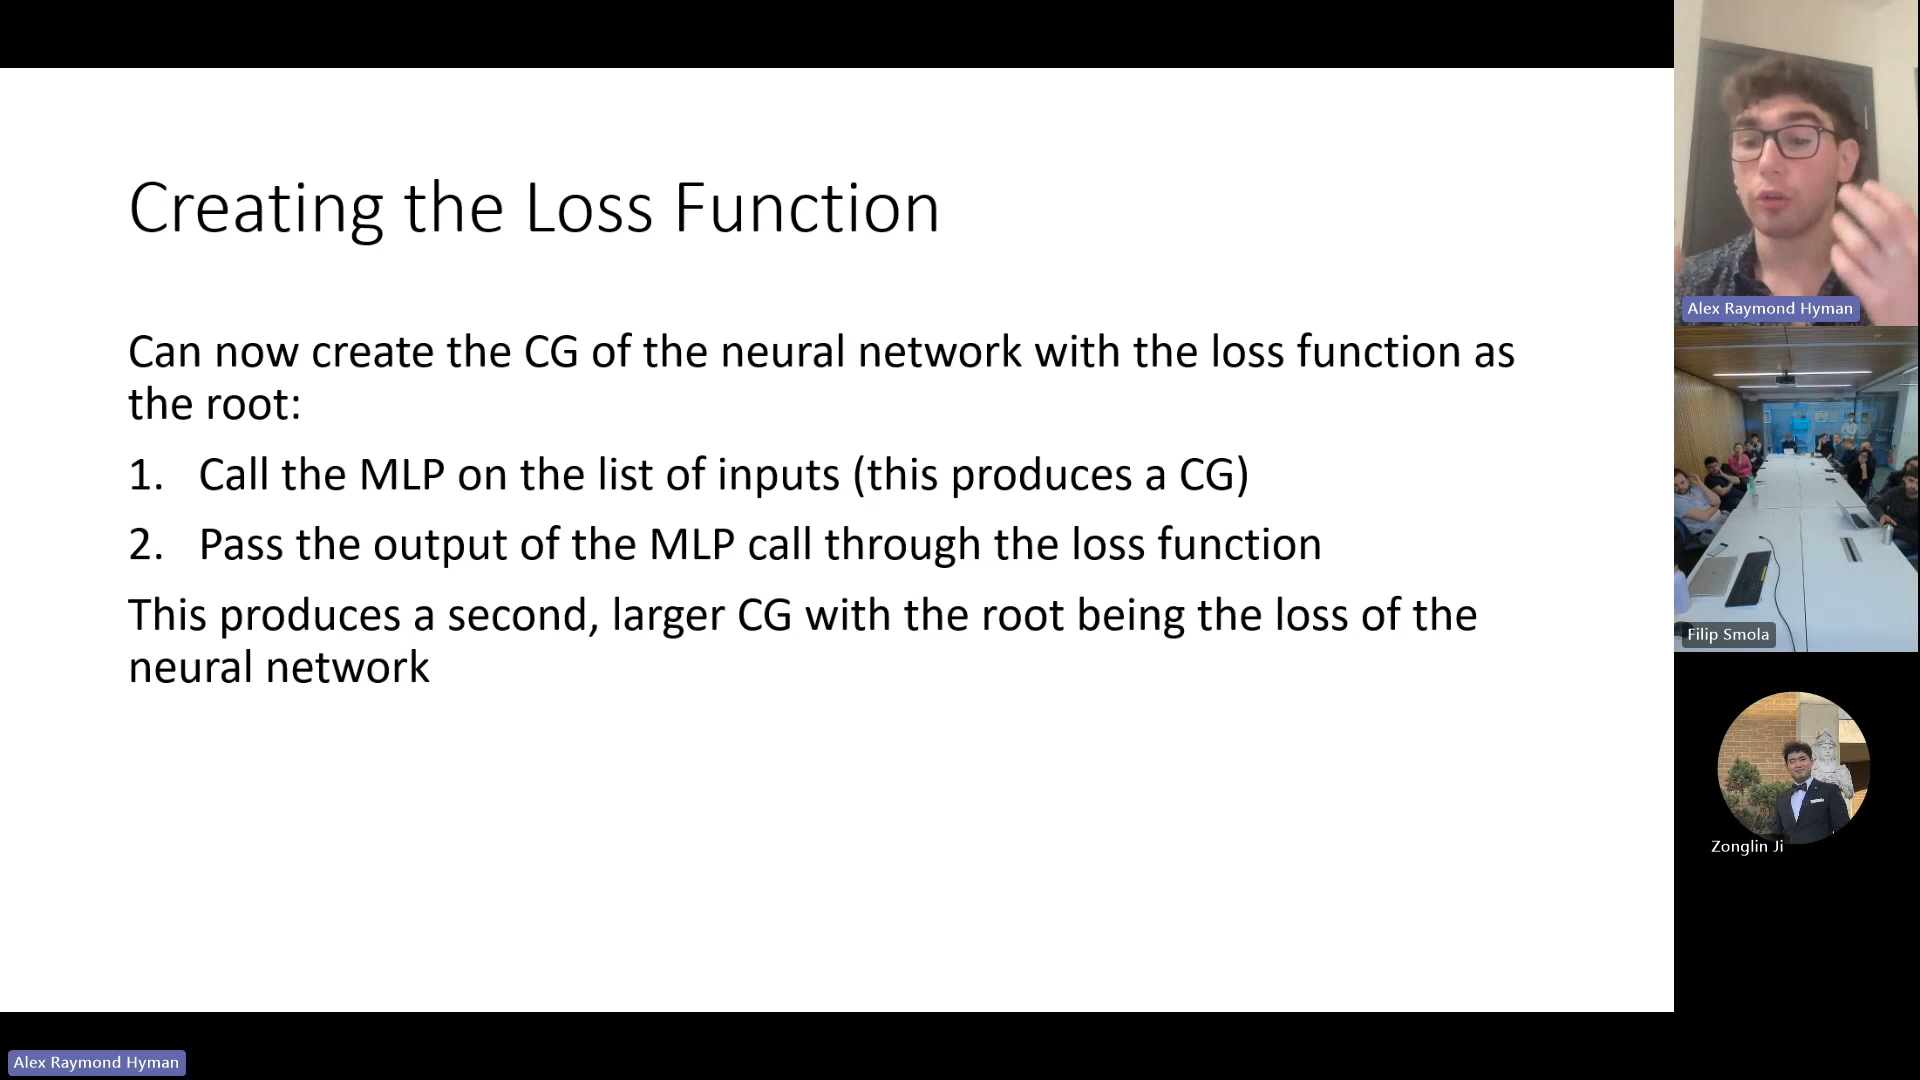 Creating the Loss Function
Can now create the CG of the neural network with the loss function as
the root:
1. Call the MLP on the list of inputs (this produces a CG)
2. Pass the output of the MLP call through the loss function
This produces a second, larger CG with the root being the loss of the
neural network
Alex Raymond Hyman
Filip Smola
Zonglin Ji
Alex Raymond Hyman